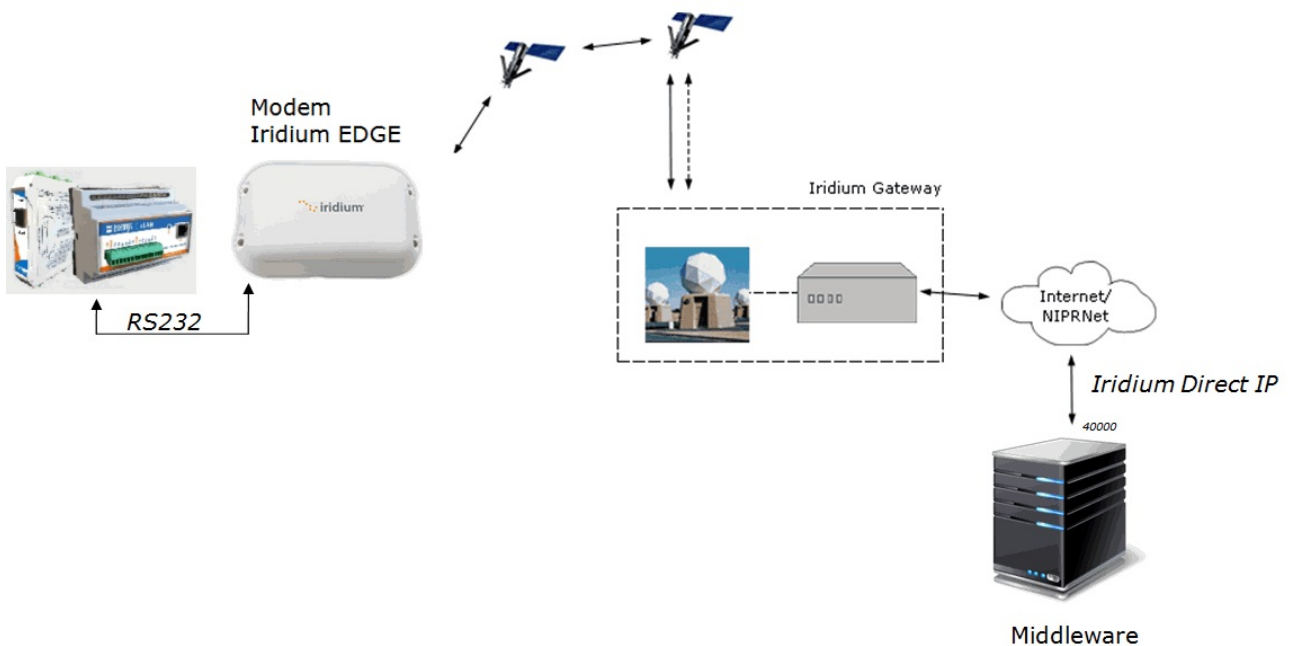 Modem
Iridium EDGE
iridium
RS232
Iridium Gateway
Internet/
NIPRNet
Iridium Direct IP
40000
Middleware